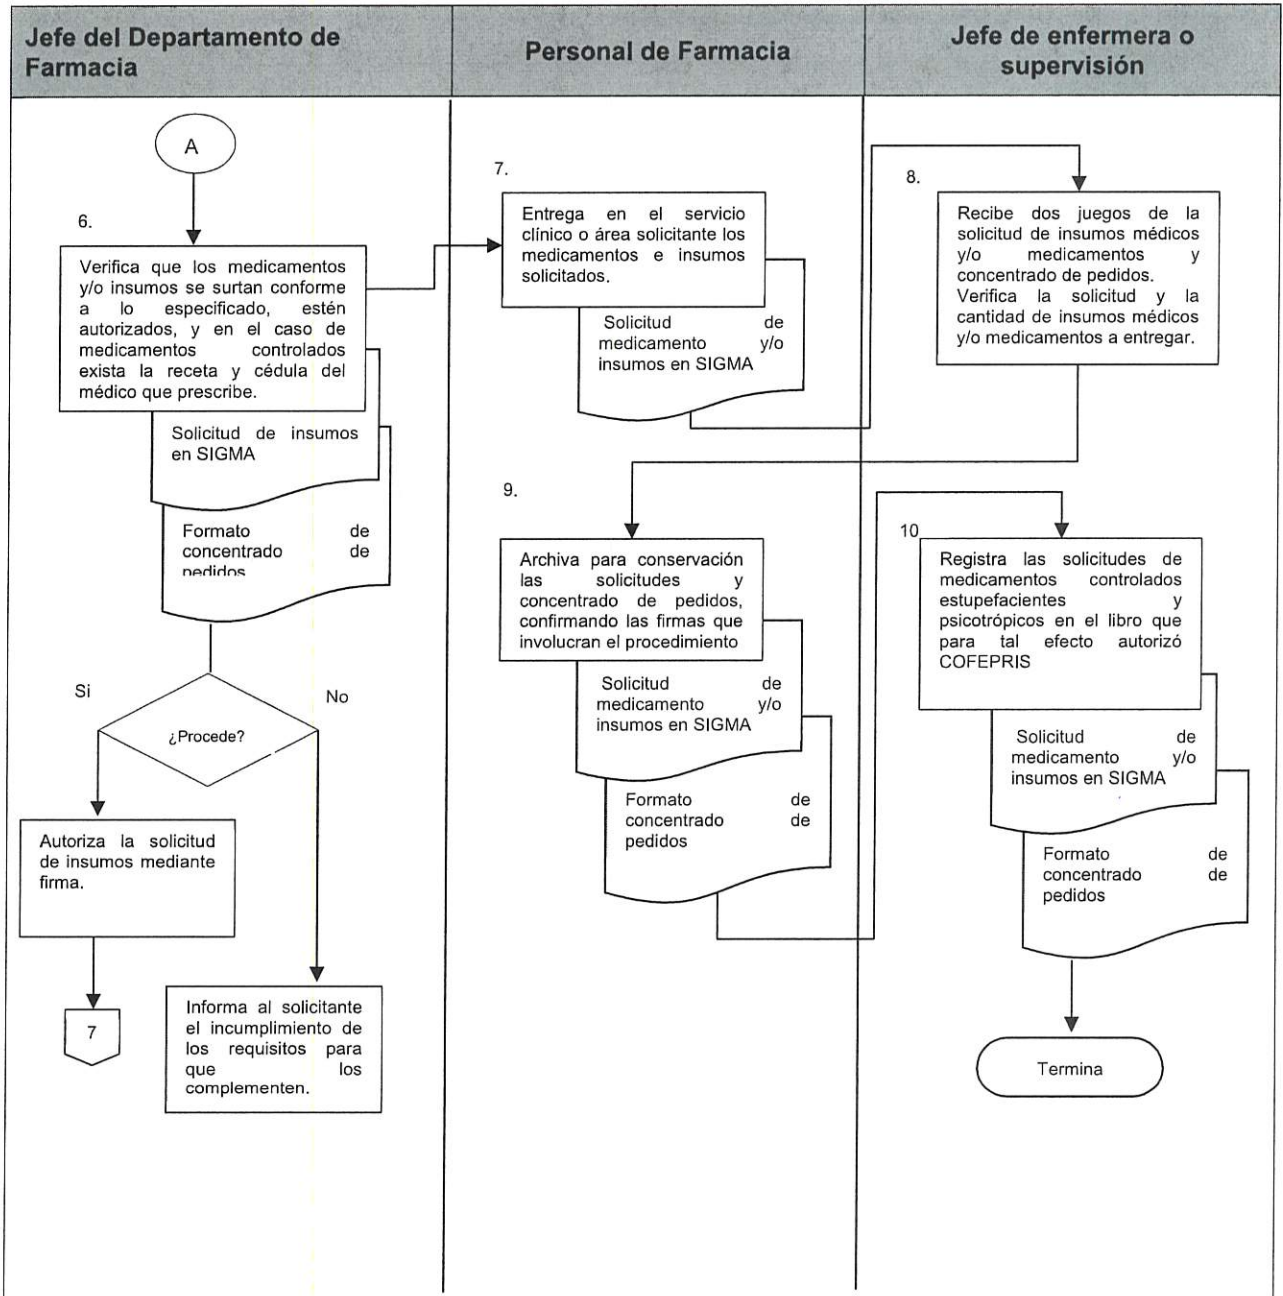 Jefe del Departamento de
Farmacia
Personal de Farmacia
Jefe de enfermera o
supervisión
A
6.
Verifica que los medicamentos
y/o insumos se surtan conforme
a lo especificado, estén
autorizados, y en el caso de
medicamentos controlados
exista la receta y cédula del
médico que prescribe.
Solicitud de insumos
en SIGMA
Formato de
concentrado de
pedidos
¿Procede?
Si
No
Autoriza la solicitud
de insumos mediante
firma.
7
Informa al solicitante
el incumplimiento de
los requisitos para
que los
complementen.
7.
Entrega en el servicio
clínico o área solicitante los
medicamentos e insumos
solicitados.
Solicitud de
medicamento y/o
insumos en SIGMA
8.
Recibe dos juegos de la
solicitud de insumos médicos
y/o medicamentos y
concentrado de pedidos.
Verifica la solicitud y la
cantidad de insumos médicos
y/o medicamentos a entregar.
9.
Archiva para conservación
las solicitudes y
concentrado de pedidos,
confirmando las firmas que
involucran el procedimiento
Solicitud de
medicamento y/o
insumos en SIGMA
Formato de
concentrado de
pedidos
10
Registra las solicitudes de
medicamentos controlados
estupefacientes y
psicotrópicos en el libro que
para tal efecto autorizó
COFEPRIS
Solicitud de
medicamento y/o
insumos en SIGMA
Formato de
concentrado de
pedidos
Termina